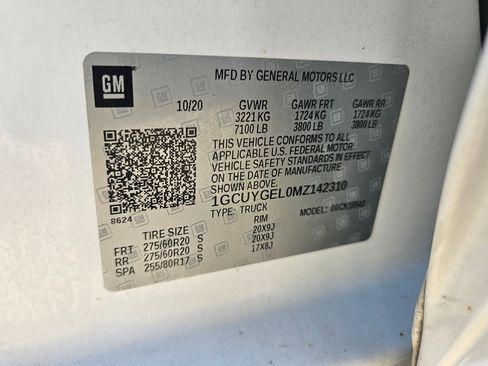 GM
MFD BY GENERAL MOTORS LLC
10/20 GVWR GAWR FRT GAWR RR
3221 KG 1724 KG 1724 KG
7100 LB 3800 LB 3800 LB
THIS VEHICLE CONFORMS TO ALL
APPLICABLE U.S. FEDERAL MOTOR
VEHICLE SAFETY STANDARDS IN EFFECT
ON THE DATE OF MANUFACTURE
SHOWN ABOVE.
1GCUYGEL0MZ142310
TYPE: TRUCK MODEL:
8624
TIRE SIZE RIM
FRT 275/60R20 S 20X9J
RR 275/60R20 S 20X9J
SPA 255/80R17 S 17X8J